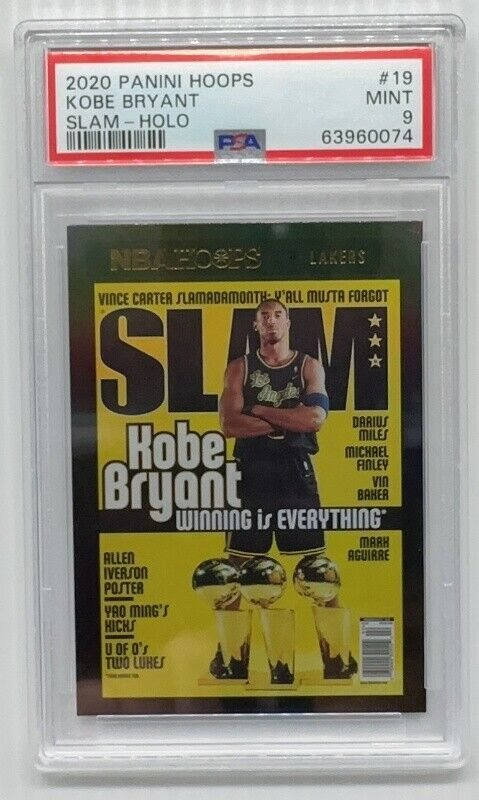 2020 PANINI HOOPS #19
KOBE BRYANT MINT
SLAM – HOLO 9
PSA 63960074
NBA HOOPS LAKERS
VINCE CARTER SLAMADAMONTH: Y'ALL MUSTA FORGOT
SLAM
Los
Angeles
DARIUS
MILES
MICHAEL
FINLEY
VIN
BAKER
Kobe
Bryant
WINNING is EVERYTHING*
MARK
AGUIRRE
ALLEN
IVERSON
POSTER
YAO MING'S
KICKS
U OF O'S
TWO LUKES